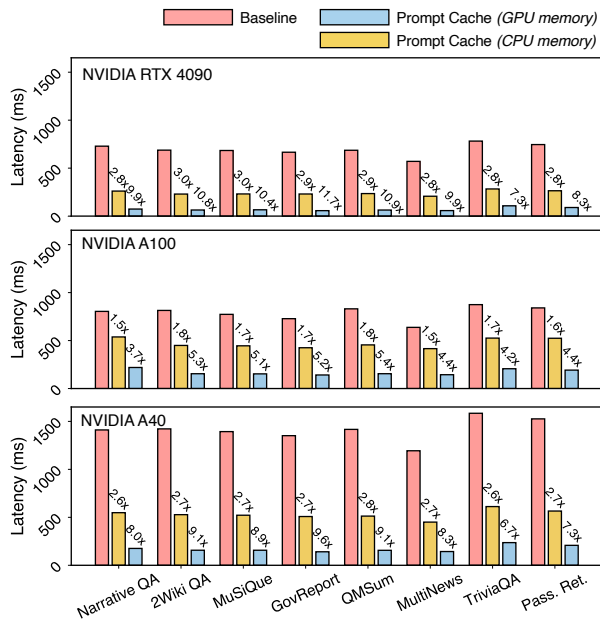 Baseline
Prompt Cache (GPU memory)
Prompt Cache (CPU memory)
NVIDIA RTX 4090
Latency (ms)
1500
1000
500
0
2.8x 9.9x 3.0x 10.8x 3.0x 10.4x 2.9x 11.7x 2.9x 10.9x 2.8x 9.9x 2.8x 7.3x 2.8x 8.3x
NVIDIA A100
Latency (ms)
1500
1000
500
0
1.5x 3.7x 1.8x 5.3x 1.7x 5.1x 1.7x 5.2x 1.8x 5.4x 1.5x 4.4x 1.7x 4.2x 1.6x 4.4x
NVIDIA A40
Latency (ms)
1500
1000
500
0
2.6x 8.0x 2.7x 9.1x 2.7x 8.9x 2.7x 9.6x 2.8x 9.1x 2.7x 8.3x 2.6x 6.7x 2.7x 7.3x
Narrative QA 2Wiki QA MuSiQue GovReport QMSum MultiNews TriviaQA Pass. Ret.